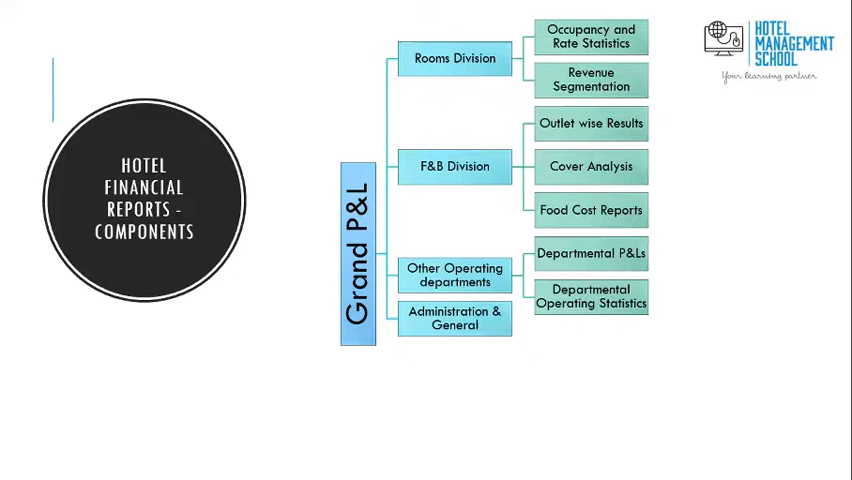 HOTEL
FINANCIAL
REPORTS -
COMPONENTS
Grand P&L
Rooms Division
Occupancy and
Rate Statistics
Revenue
Segmentation
F&B Division
Outlet wise Results
Cover Analysis
Food Cost Reports
Other Operating
departments
Departmental P&Ls
Departmental
Operating Statistics
Administration &
General
HOTEL
MANAGEMENT
SCHOOL
Your learning partner